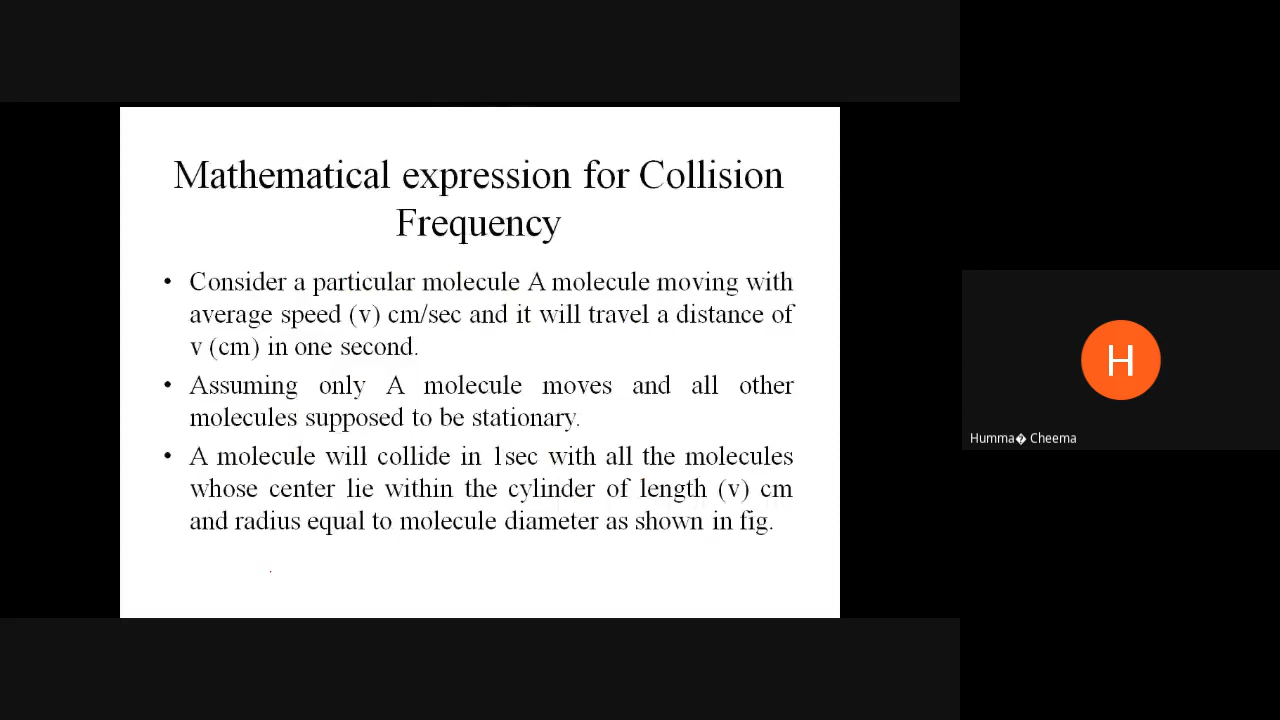 Mathematical expression for Collision
Frequency
• Consider a particular molecule A molecule moving with
average speed (v) cm/sec and it will travel a distance of
v (cm) in one second.
• Assuming only A molecule moves and all other
molecules supposed to be stationary.
• A molecule will collide in 1sec with all the molecules
whose center lie within the cylinder of length (v) cm
and radius equal to molecule diameter as shown in fig.
H
Humma� Cheema